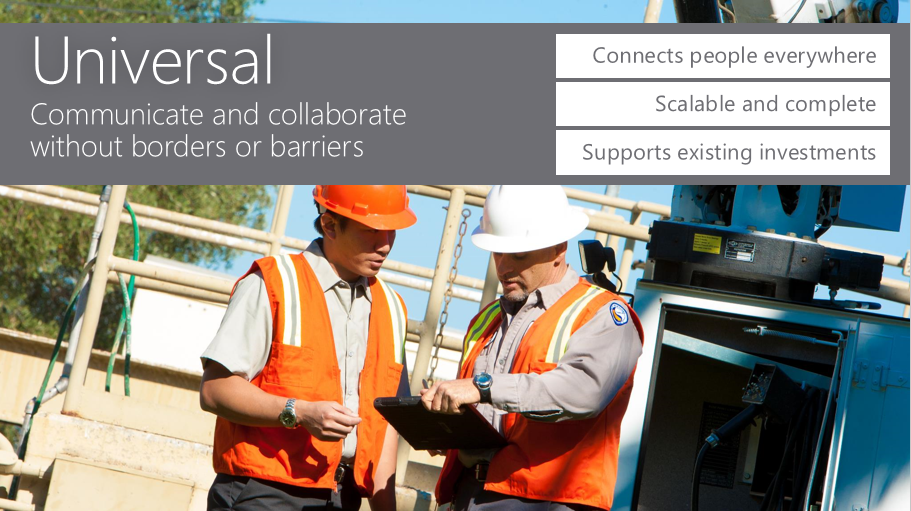 Universal
Communicate and collaborate
without borders or barriers
Connects people everywhere
Scalable and complete
Supports existing investments